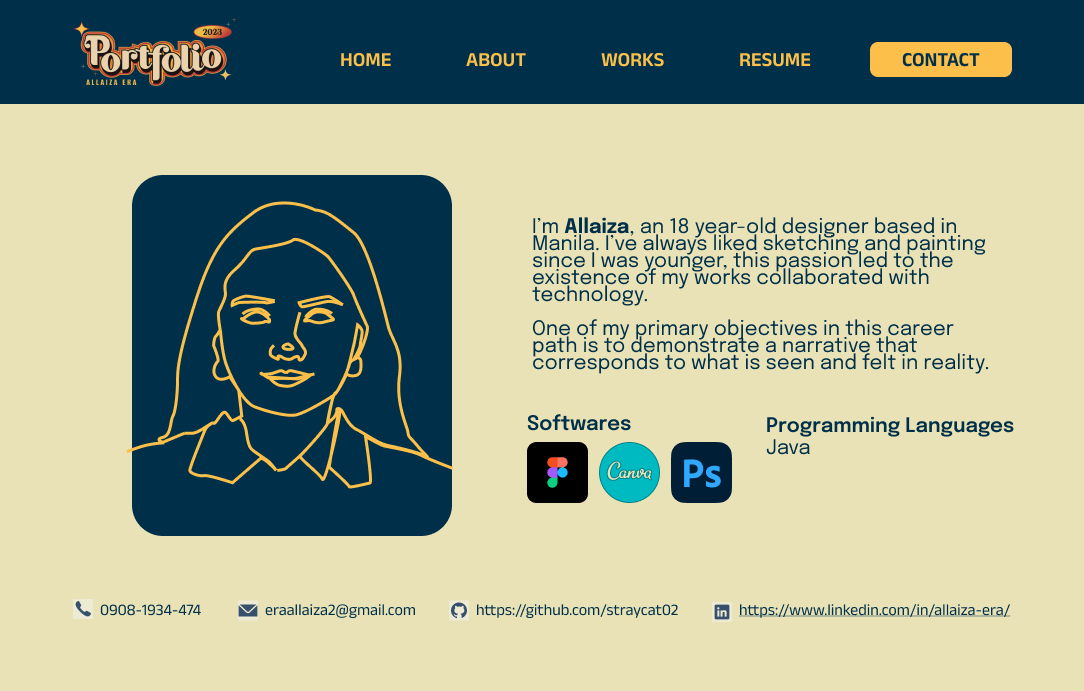 2023
Portfolio
ALLAIZA ERA
HOME
ABOUT
WORKS
RESUME
CONTACT
I’m Allaiza, an 18 year-old designer based in
Manila. I’ve always liked sketching and painting
since I was younger, this passion led to the
existence of my works collaborated with
technology.
One of my primary objectives in this career
path is to demonstrate a narrative that
corresponds to what is seen and felt in reality.
Softwares
Canva
Ps
Programming Languages
Java
0908-1934-474
eraallaiza2@gmail.com
https://github.com/straycat02
in
https://www.linkedin.com/in/allaiza-era/